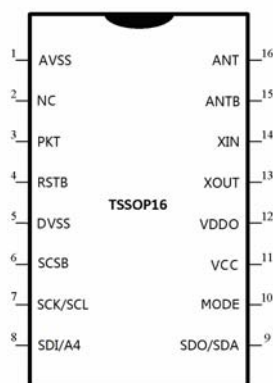 1 AVSS ANT 16
2 NC ANTB 15
3 PKT XIN 14
4 RSTB XOUT 13
TSSOP16
5 DVSS VDDO 12
6 SCSB VCC 11
7 SCK/SCL MODE 10
8 SDI/A4 SDO/SDA 9